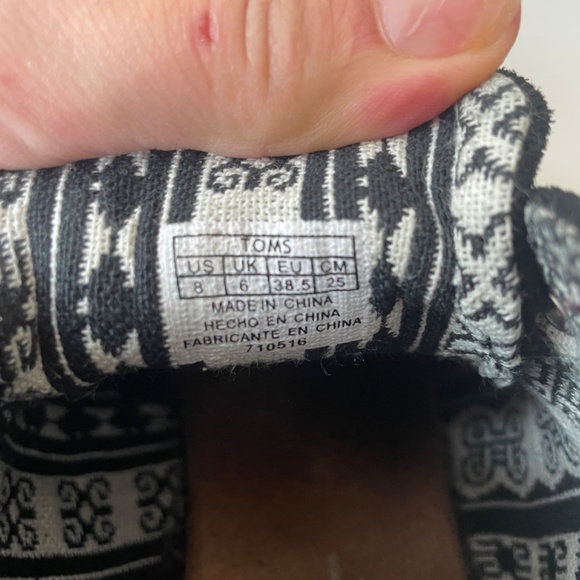 TOMS
US UK EU CM
8 6 38.5 25
MADE IN CHINA
HECHO EN CHINA
FABRICANTE EN CHINA
710516